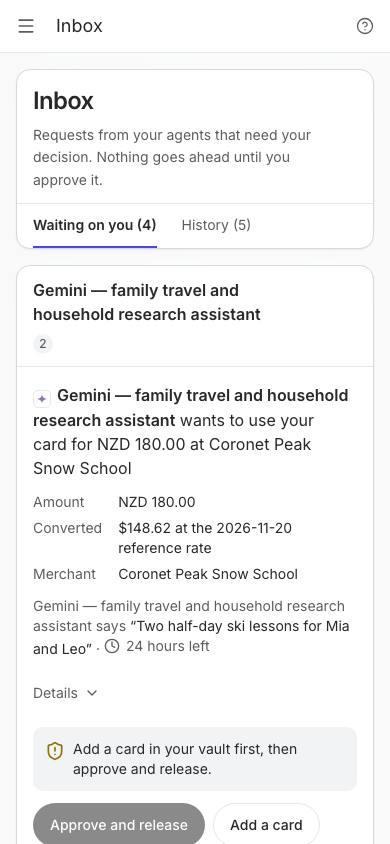 Inbox
Inbox
Requests from your agents that need your
decision. Nothing goes ahead until you
approve it.
Waiting on you (4) History (5)
Gemini — family travel and
household research assistant
2
Gemini — family travel and household
research assistant wants to use your
card for NZD 180.00 at Coronet Peak
Snow School
Amount NZD 180.00
Converted $148.62 at the 2026-11-20
reference rate
Merchant Coronet Peak Snow School
Gemini — family travel and household research
assistant says “Two half-day ski lessons for Mia
and Leo” · 24 hours left
Details
Add a card in your vault first, then
approve and release.
Approve and release Add a card